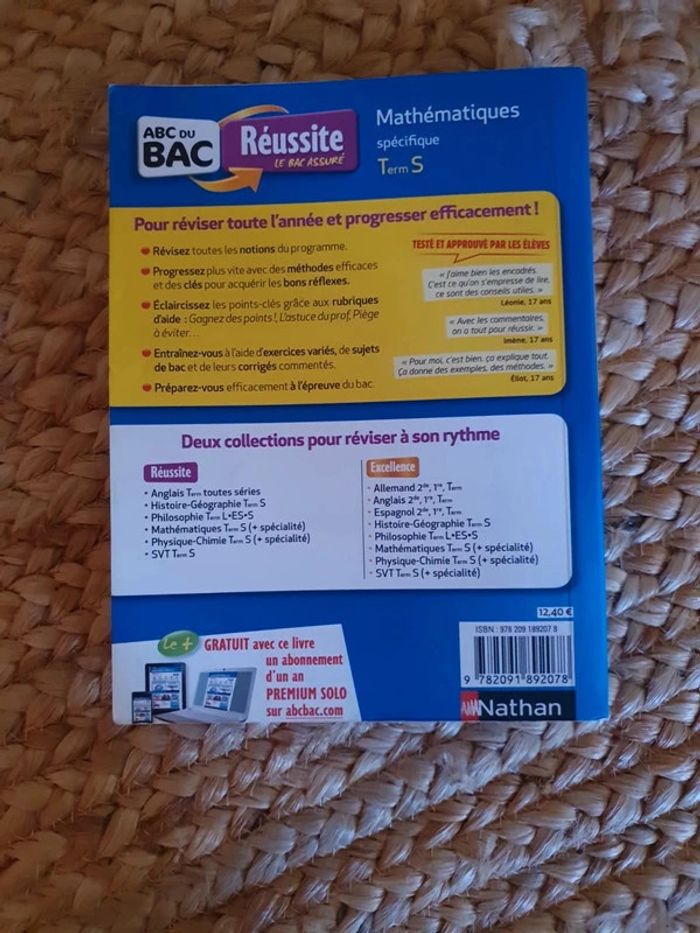 ABC DU
BAC
Réussite
LE BAC ASSURÉ
Mathématiques
spécifique
Term S
Pour réviser toute l'année et progresser efficacement !
Révisez toutes les notions du programme.
Progressez plus vite avec des méthodes efficaces
et des clés pour acquérir les bons réflexes.
Éclaircissez les points-clés grâce aux rubriques
d'aide : Gagnez des points !, L'astuce du prof, Piège
à éviter...
Entraînez-vous à l'aide d'exercices variés, de sujets
de bac et de leurs corrigés commentés.
Préparez-vous efficacement à l'épreuve du bac.
TESTÉ ET APPROUVÉ PAR LES ÉLÈVES
« J'aime bien les encadrés.
C'est ce qu'on s'empresse de lire,
ce sont des conseils utiles. »
Léonie, 17 ans
« Avec les commentaires,
on a tout pour réussir. »
Imène, 17 ans
« Pour moi, c'est bien, ça explique tout.
Ça donne des exemples, des méthodes. »
Éliot, 17 ans
Deux collections pour réviser à son rythme
Réussite
• Anglais Term toutes séries
• Histoire-Géographie Term S
• Philosophie Term L•ES•S
• Mathématiques Term S (+ spécialité)
• Physique-Chimie Term S (+ spécialité)
• SVT Term S
Excellence
• Allemand 2de, 1re, Term
• Anglais 2de, 1re, Term
• Espagnol 2de, 1re, Term
• Histoire-Géographie Term S
• Philosophie Term L•ES•S
• Mathématiques Term S (+ spécialité)
• Physique-Chimie Term S (+ spécialité)
• SVT Term S (+ spécialité)
Le +
GRATUIT avec ce livre
un abonnement
d'un an
PREMIUM SOLO
sur abcbac.com
12,40 €
ISBN : 978 209 189207 8
9 782091 892078
Nathan